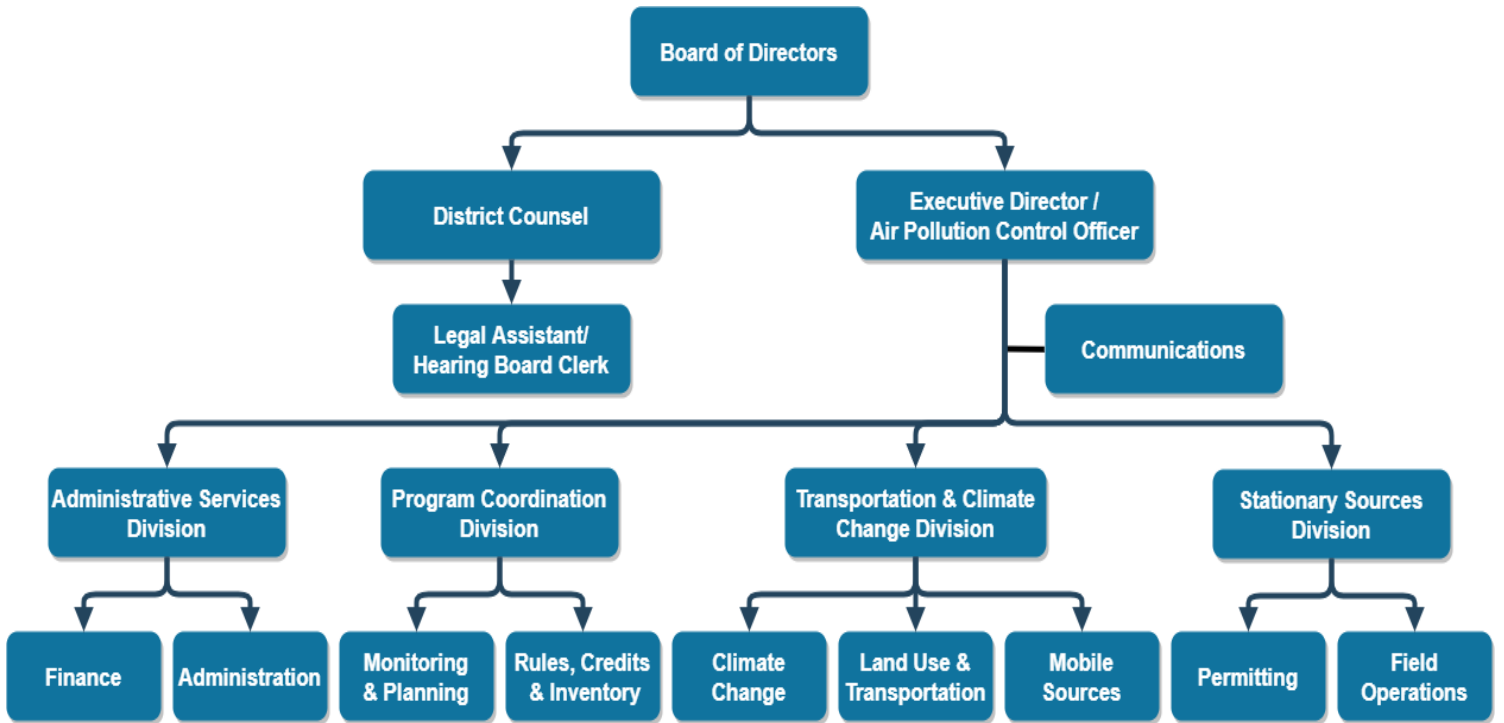 Board of Directors
District Counsel
Executive Director /
Air Pollution Control Officer
Legal Assistant/
Hearing Board Clerk
Communications
Administrative Services
Division
Program Coordination
Division
Transportation & Climate
Change Division
Stationary Sources
Division
Finance
Administration
Monitoring
& Planning
Rules, Credits
& Inventory
Climate
Change
Land Use &
Transportation
Mobile
Sources
Permitting
Field
Operations